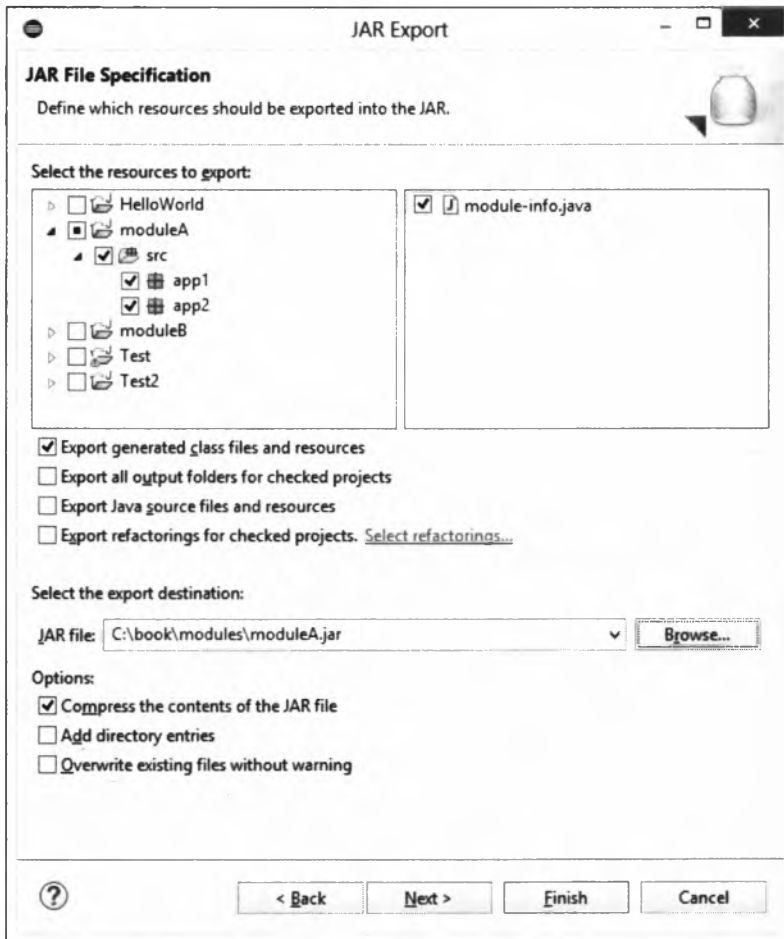 JAR Export
JAR File Specification
Define which resources should be exported into the JAR.
Select the resources to export:
HelloWorld
moduleA
src
app1
app2
moduleB
Test
Test2
module-info.java
Export generated class files and resources
Export all output folders for checked projects
Export Java source files and resources
Export refactorings for checked projects. Select refactorings...
Select the export destination:
JAR file: C:\book\modules\moduleA.jar Browse...
Options:
Compress the contents of the JAR file
Add directory entries
Overwrite existing files without warning
? < Back Next > Finish Cancel